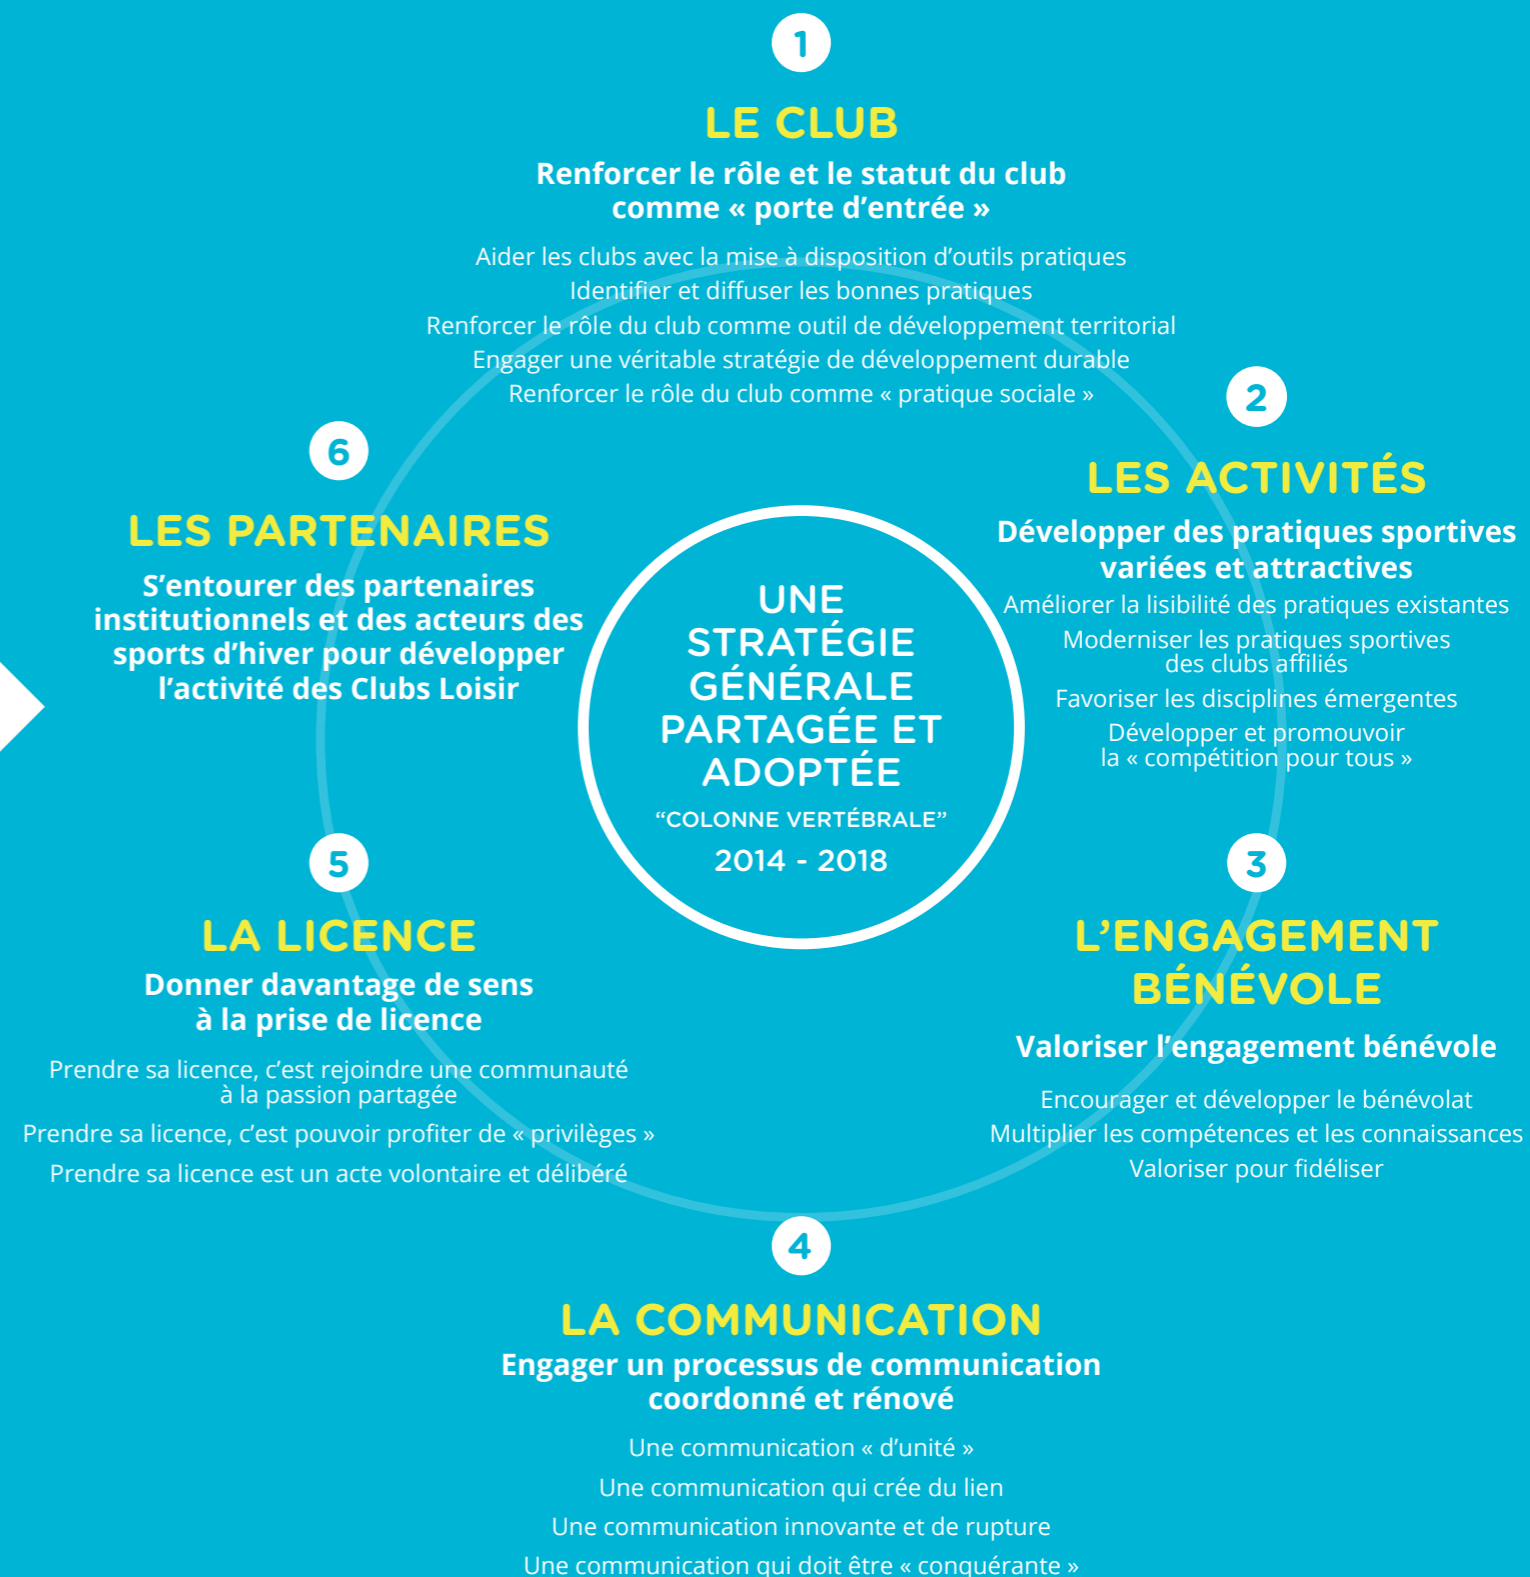 1
LE CLUB
Renforcer le rôle et le statut du club
comme « porte d’entrée »
Aider les clubs avec la mise à disposition d’outils pratiques
Identifier et diffuser les bonnes pratiques
Renforcer le rôle du club comme outil de développement territorial
Engager une véritable stratégie de développement durable
Renforcer le rôle du club comme « pratique sociale »
2
LES ACTIVITÉS
Développer des pratiques sportives
variées et attractives
Améliorer la lisibilité des pratiques existantes
Moderniser les pratiques sportives
des clubs affiliés
Favoriser les disciplines émergentes
Développer et promouvoir
la « compétition pour tous »
3
L’ENGAGEMENT
BÉNÉVOLE
Valoriser l’engagement bénévole
Encourager et développer le bénévolat
Multiplier les compétences et les connaissances
Valoriser pour fidéliser
4
LA COMMUNICATION
Engager un processus de communication
coordonné et rénové
Une communication « d’unité »
Une communication qui crée du lien
Une communication innovante et de rupture
Une communication qui doit être « conquérante »
5
LA LICENCE
Donner davantage de sens
à la prise de licence
Prendre sa licence, c’est rejoindre une communauté
à la passion partagée
Prendre sa licence, c’est pouvoir profiter de « privilèges »
Prendre sa licence est un acte volontaire et délibéré
6
LES PARTENAIRES
S’entourer des partenaires
institutionnels et des acteurs des
sports d’hiver pour développer
l’activité des Clubs Loisir
UNE
STRATÉGIE
GÉNÉRALE
PARTAGÉE ET
ADOPTÉE
“COLONNE VERTÉBRALE”
2014 - 2018